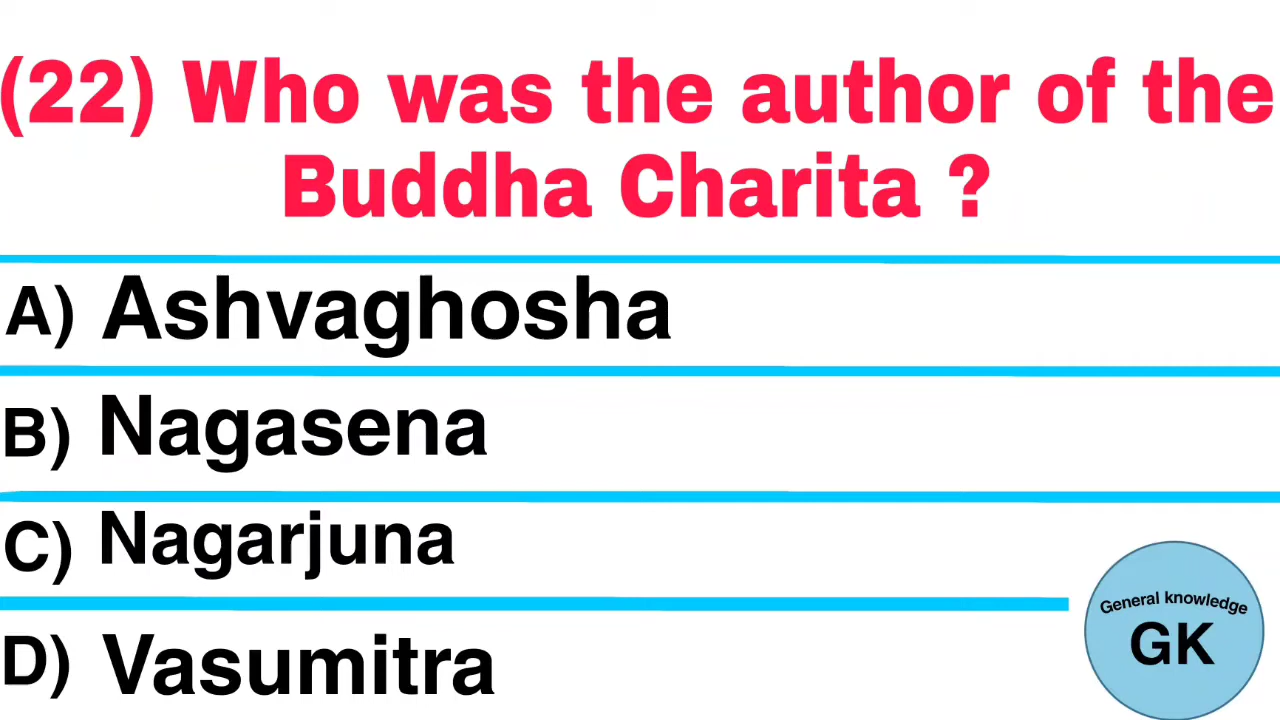 (22) Who was the author of the
Buddha Charita ?
A) Ashvaghosha
B) Nagasena
C) Nagarjuna
D) Vasumitra
General knowledge
GK